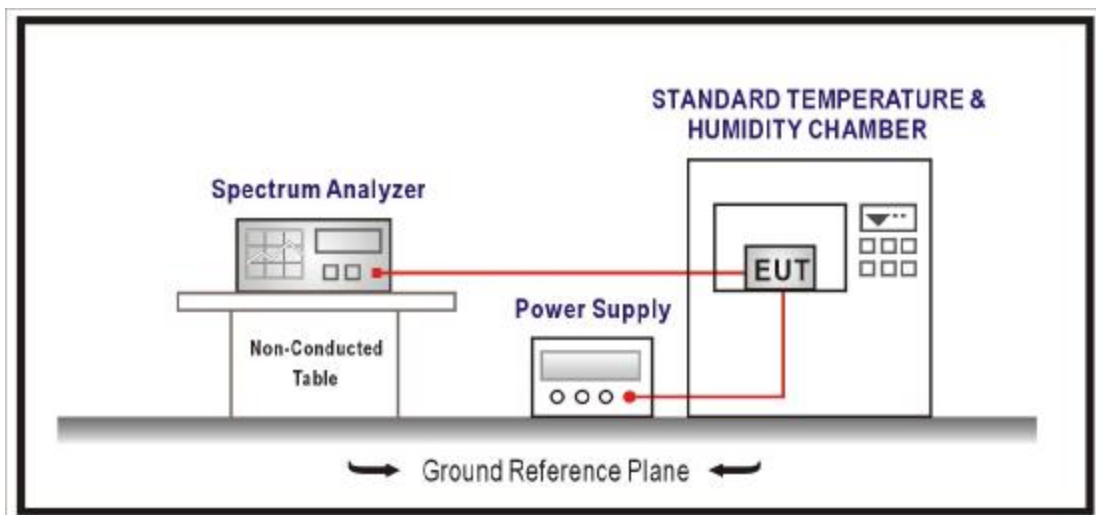 STANDARD TEMPERATURE &
HUMIDITY CHAMBER
Spectrum Analyzer
EUT
Power Supply
Non-Conducted
Table
Ground Reference Plane